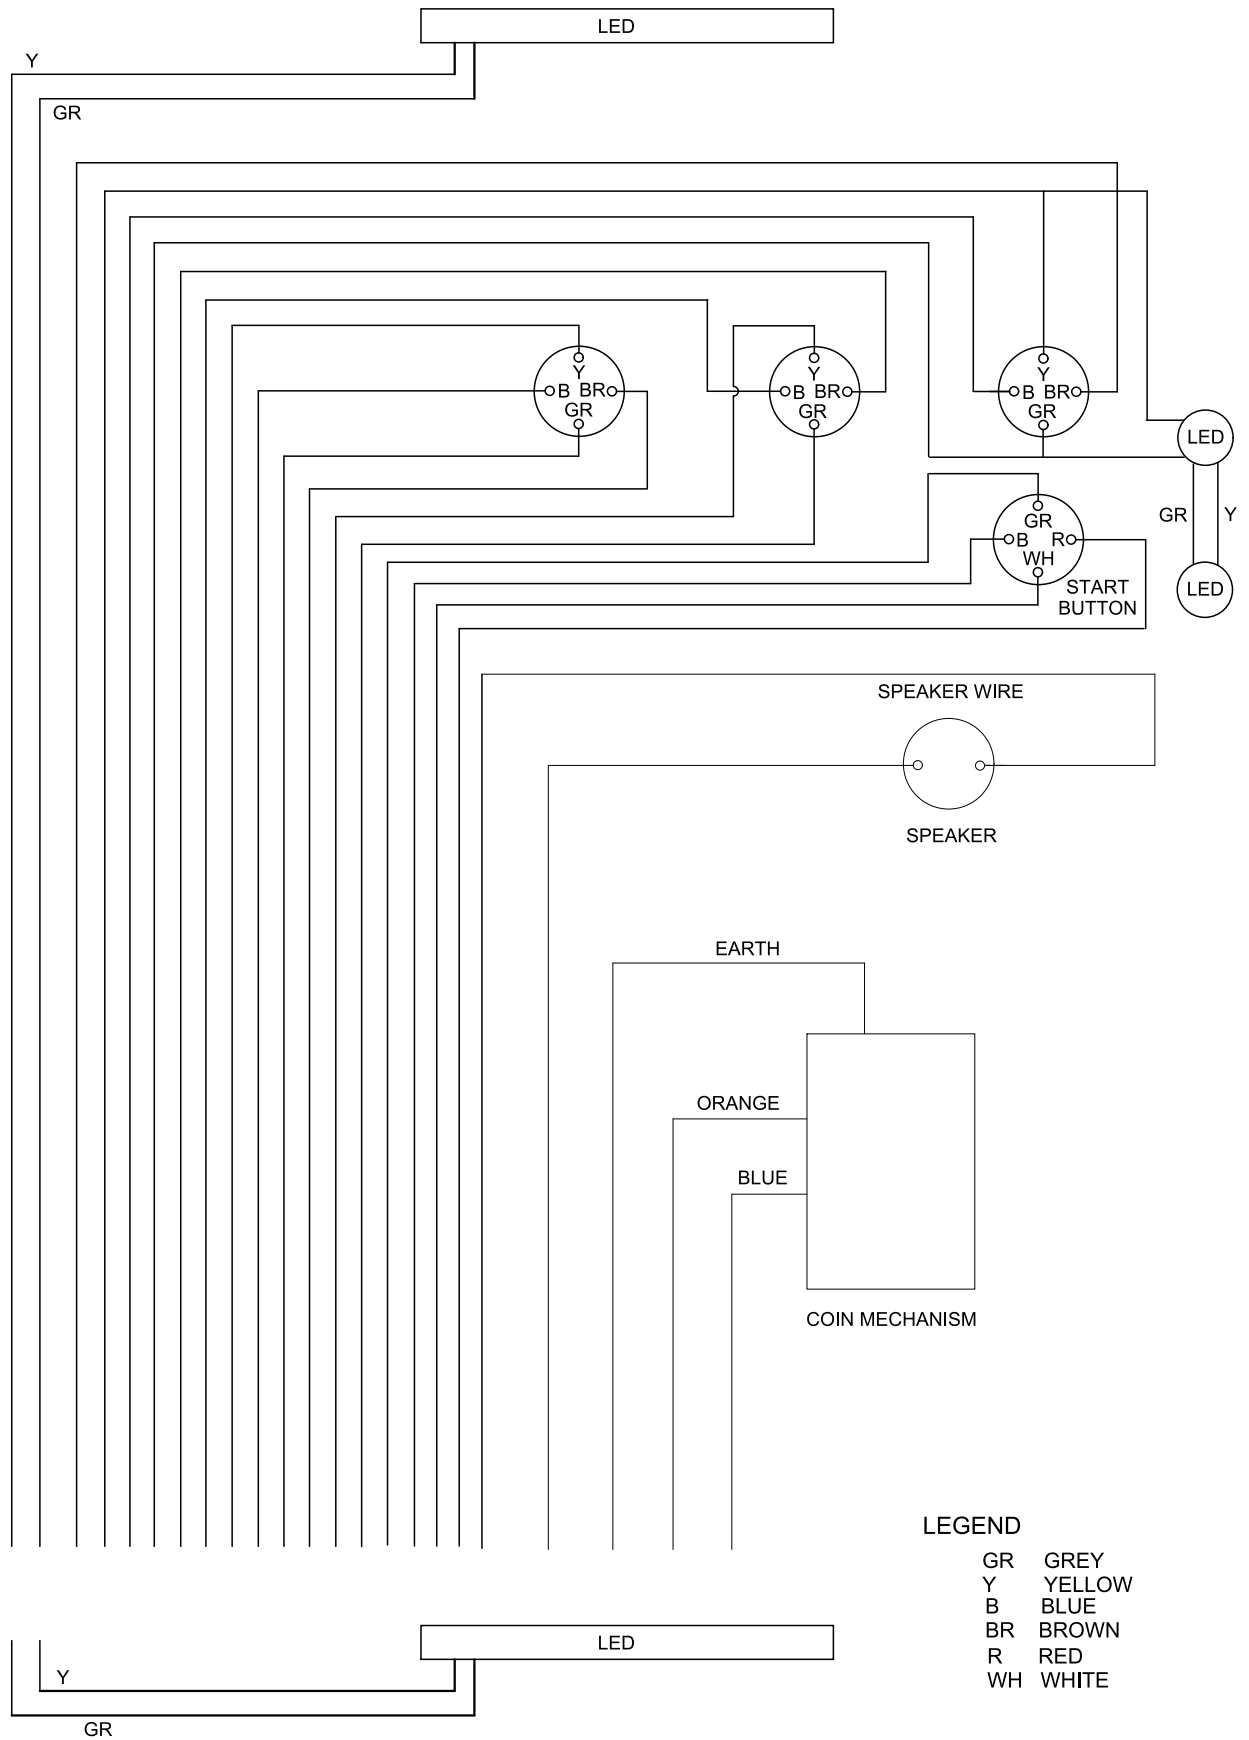 LED
Y
GR
Y
B BR
GR
Y
B BR
GR
Y
B BR
GR
LED
GR
B R
WH
GR Y
START
BUTTON
LED
SPEAKER WIRE
SPEAKER
EARTH
ORANGE
BLUE
COIN MECHANISM
LEGEND
GR GREY
Y YELLOW
B BLUE
BR BROWN
R RED
WH WHITE
LED
Y
GR